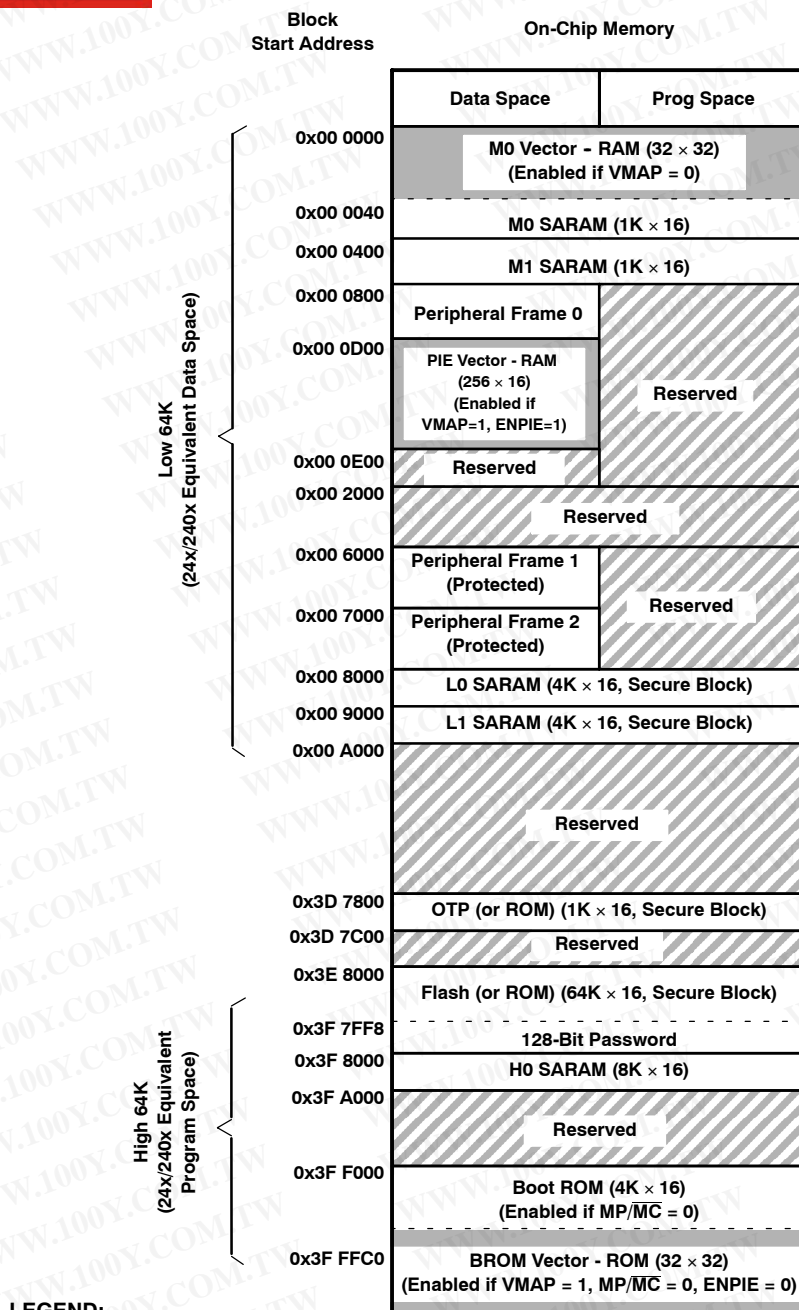 Block
Start Address
On-Chip Memory
Data Space
Prog Space
0x00 0000
M0 Vector - RAM (32 × 32)
(Enabled if VMAP = 0)
0x00 0040
M0 SARAM (1K × 16)
0x00 0400
M1 SARAM (1K × 16)
0x00 0800
Peripheral Frame 0
0x00 0D00
PIE Vector - RAM
(256 × 16)
(Enabled if
VMAP=1, ENPIE=1)
Reserved
0x00 0E00
Reserved
0x00 2000
Reserved
0x00 6000
Peripheral Frame 1
(Protected)
0x00 7000
Peripheral Frame 2
(Protected)
Reserved
0x00 8000
L0 SARAM (4K × 16, Secure Block)
0x00 9000
L1 SARAM (4K × 16, Secure Block)
0x00 A000
Reserved
Low 64K
(24x/240x Equivalent Data Space)
0x3D 7800
OTP (or ROM) (1K × 16, Secure Block)
0x3D 7C00
Reserved
0x3E 8000
Flash (or ROM) (64K × 16, Secure Block)
0x3F 7FF8
128-Bit Password
0x3F 8000
H0 SARAM (8K × 16)
0x3F A000
Reserved
0x3F F000
Boot ROM (4K × 16)
(Enabled if MP/MC = 0)
0x3F FFC0
BROM Vector - ROM (32 × 32)
(Enabled if VMAP = 1, MP/MC = 0, ENPIE = 0)
High 64K
(24x/240x Equivalent
Program Space)
LEGEND:
WWW.100Y.COM.TW